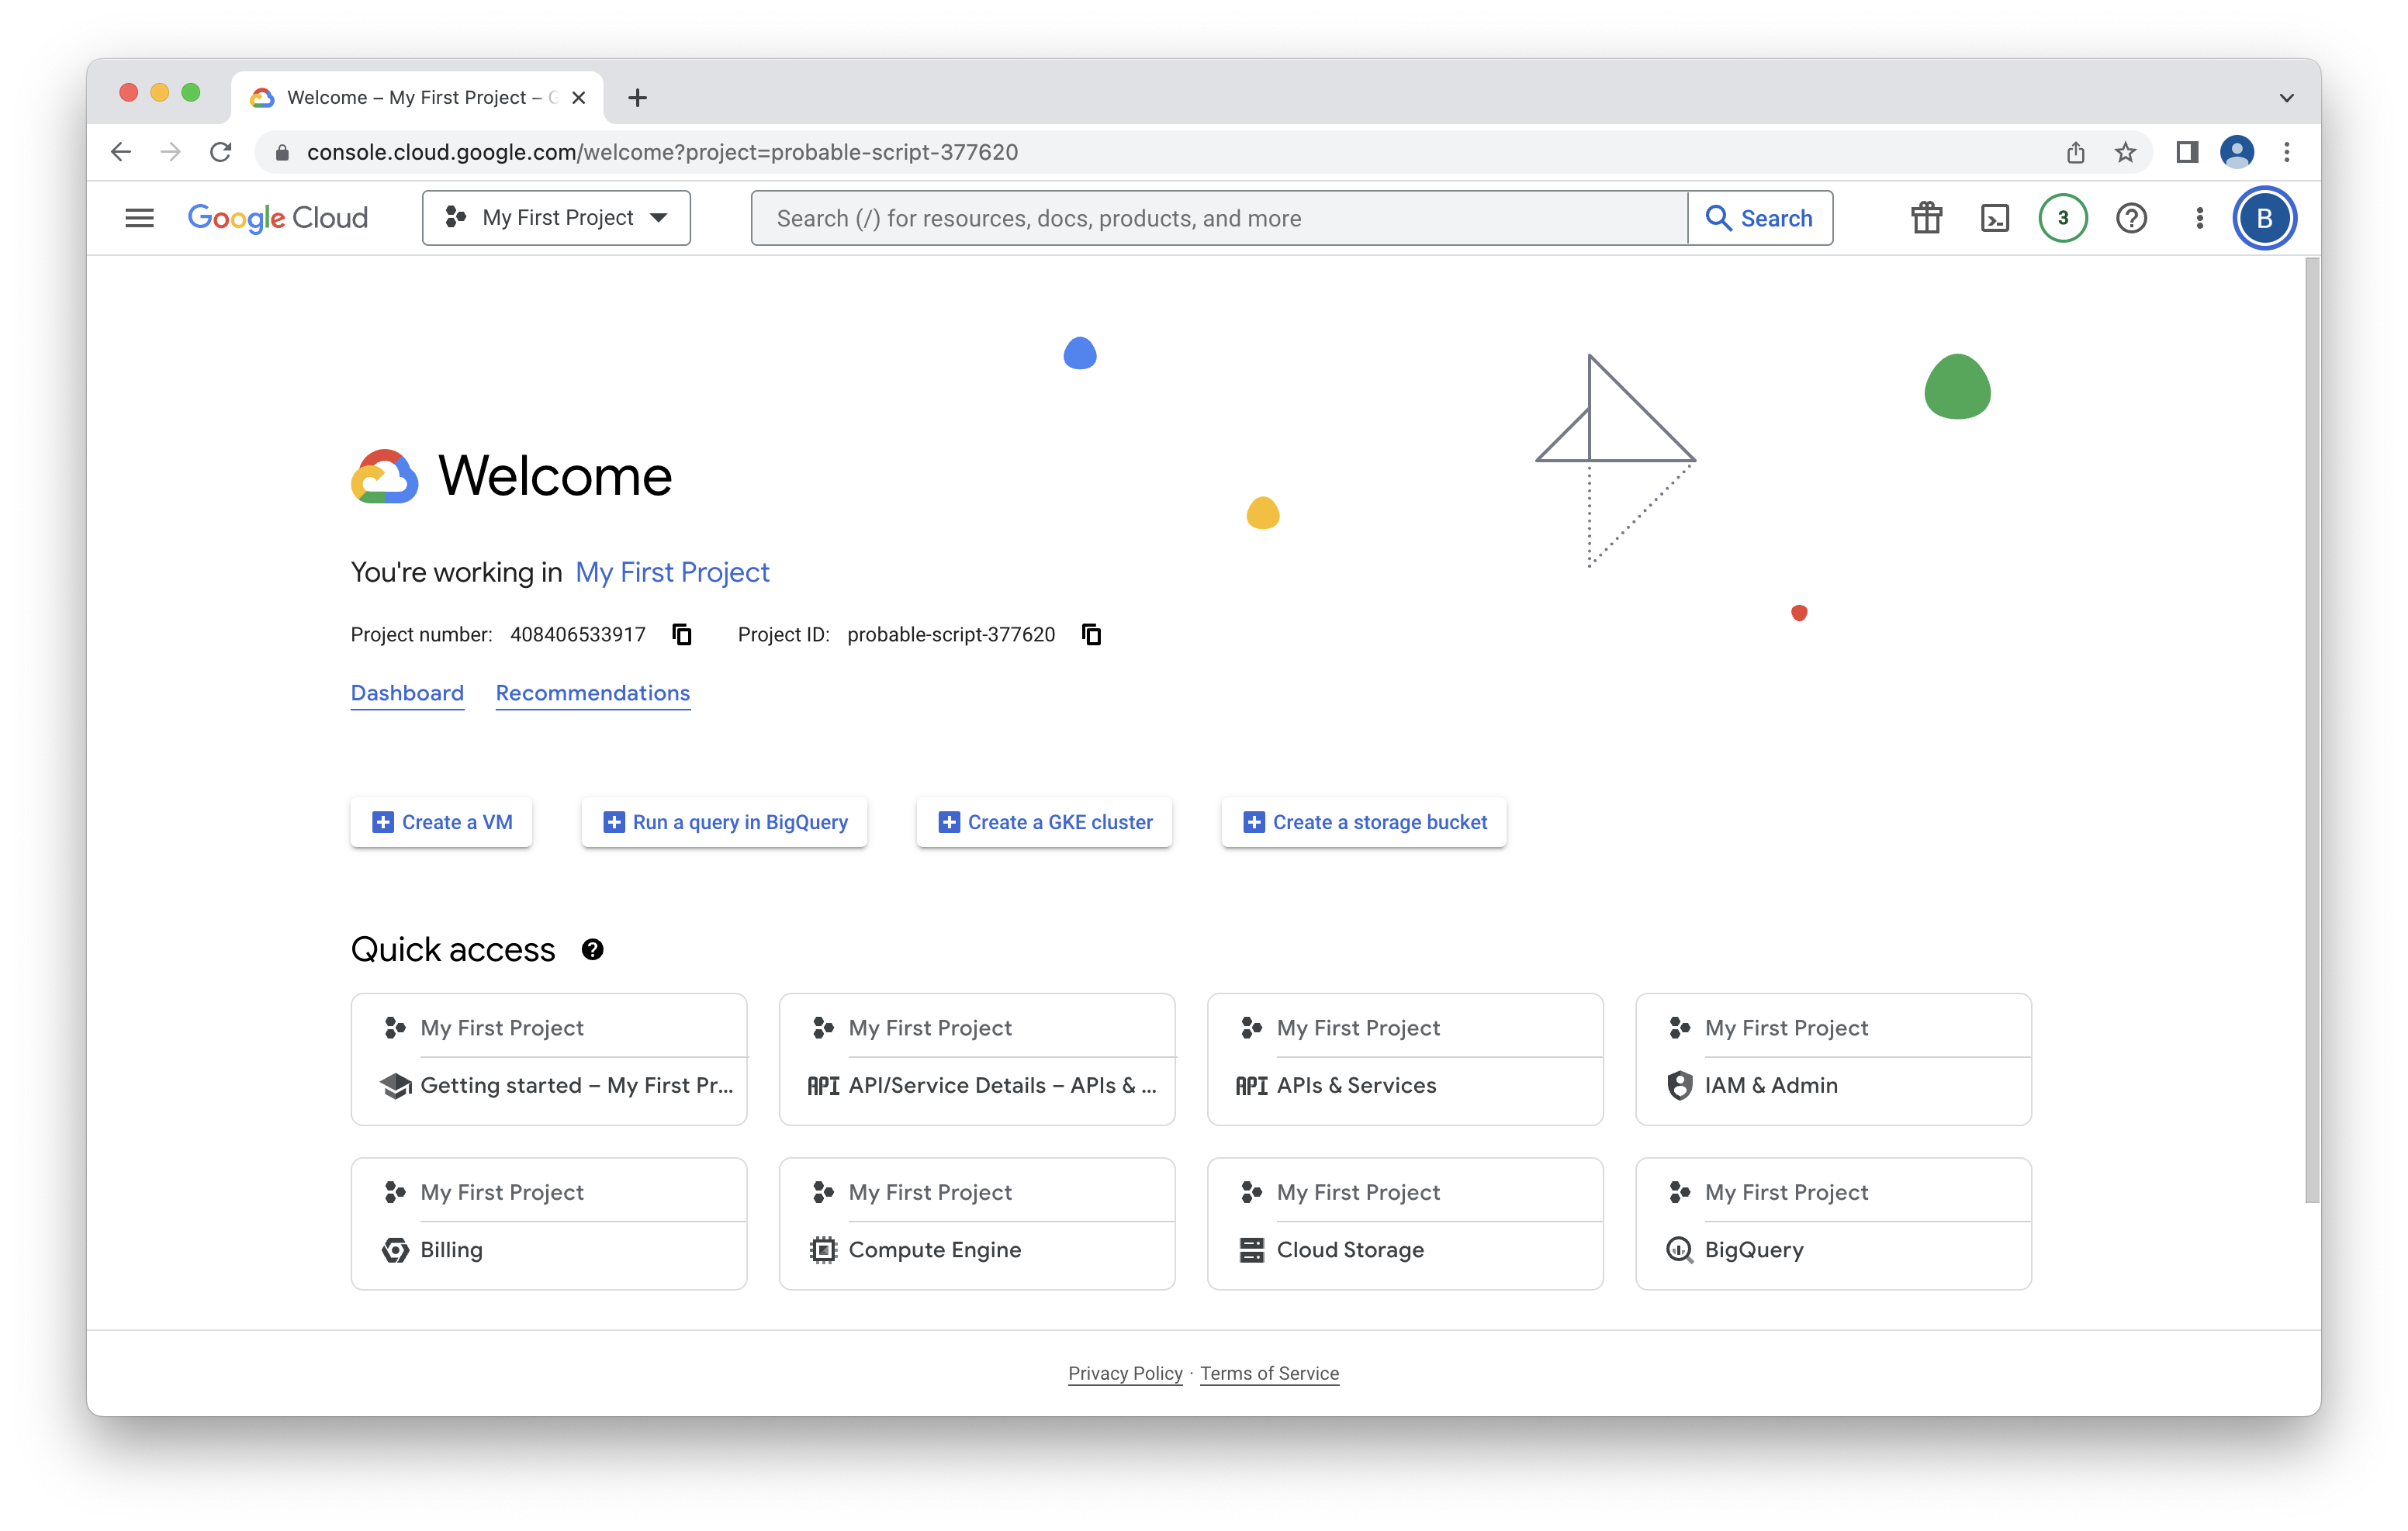 Welcome – My First Project –
console.cloud.google.com/welcome?project=probable-script-377620
Google Cloud
My First Project
Search (/) for resources, docs, products, and more
Search
3
B
Welcome
You're working in My First Project
Project number: 408406533917 Project ID: probable-script-377620
Dashboard Recommendations
Create a VM Run a query in BigQuery Create a GKE cluster Create a storage bucket
Quick access
My First Project My First Project My First Project My First Project
Getting started – My First Pr... API API/Service Details – APIs & ... API APIs & Services IAM & Admin
My First Project My First Project My First Project My First Project
Billing Compute Engine Cloud Storage BigQuery
Privacy Policy · Terms of Service